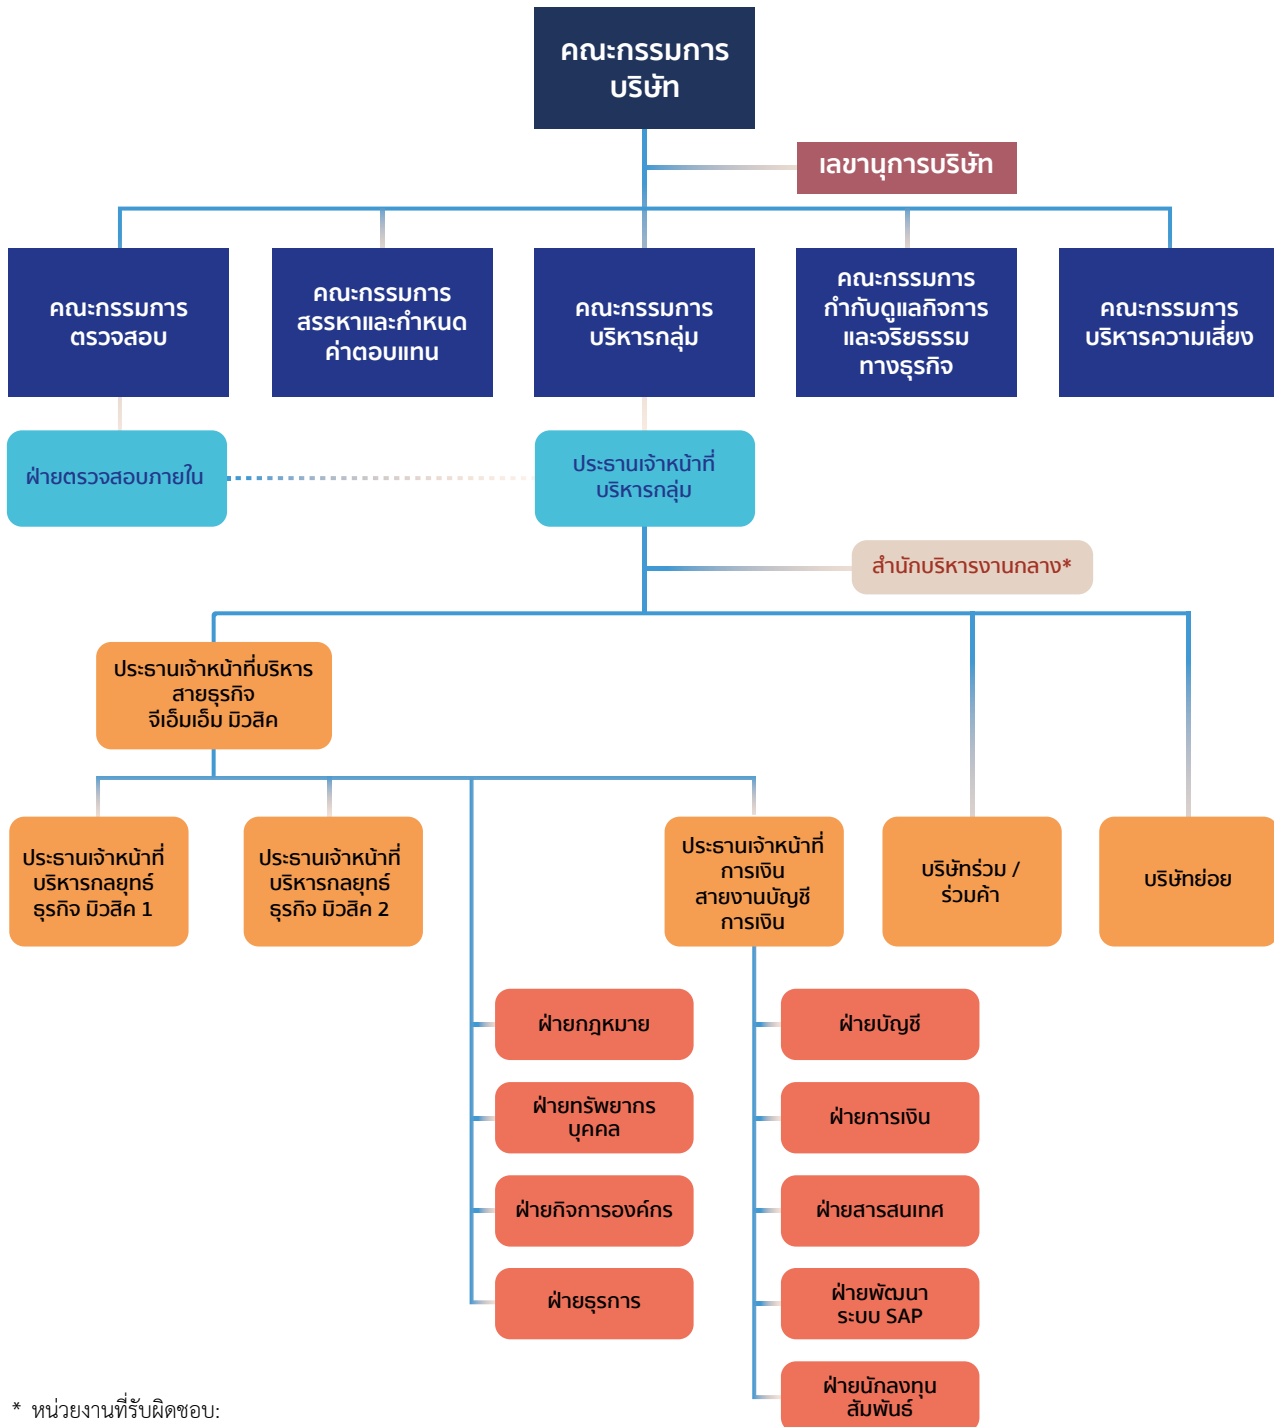 คณะกรรมการ
บริษัท
เลขานุการบริษัท
คณะกรรมการ
ตรวจสอบ
คณะกรรมการ
สรรหาและกำหนด
ค่าตอบแทน
คณะกรรมการ
บริหารกลุ่ม
คณะกรรมการ
กำกับดูแลกิจการ
และจริยธรรม
ทางธุรกิจ
คณะกรรมการ
บริหารความเสี่ยง
ฝ่ายตรวจสอบภายใน
ประธานเจ้าหน้าที่
บริหารกลุ่ม
สำนักบริหารงานกลาง*
ประธานเจ้าหน้าที่บริหาร
สายธุรกิจ
จีเอ็มเอ็ม มิวสิค
ประธานเจ้าหน้าที่
บริหารกลยุทธ์
ธุรกิจ มิวสิค 1
ประธานเจ้าหน้าที่
บริหารกลยุทธ์
ธุรกิจ มิวสิค 2
ประธานเจ้าหน้าที่
การเงิน
สายงานบัญชี
การเงิน
บริษัทร่วม /
ร่วมค้า
บริษัทย่อย
ฝ่ายกฎหมาย
ฝ่ายทรัพยากร
บุคคล
ฝ่ายกิจการองค์กร
ฝ่ายธุรการ
ฝ่ายบัญชี
ฝ่ายการเงิน
ฝ่ายสารสนเทศ
ฝ่ายพัฒนา
ระบบ SAP
ฝ่ายนักลงทุน
สัมพันธ์
* หน่วยงานที่รับผิดชอบ: